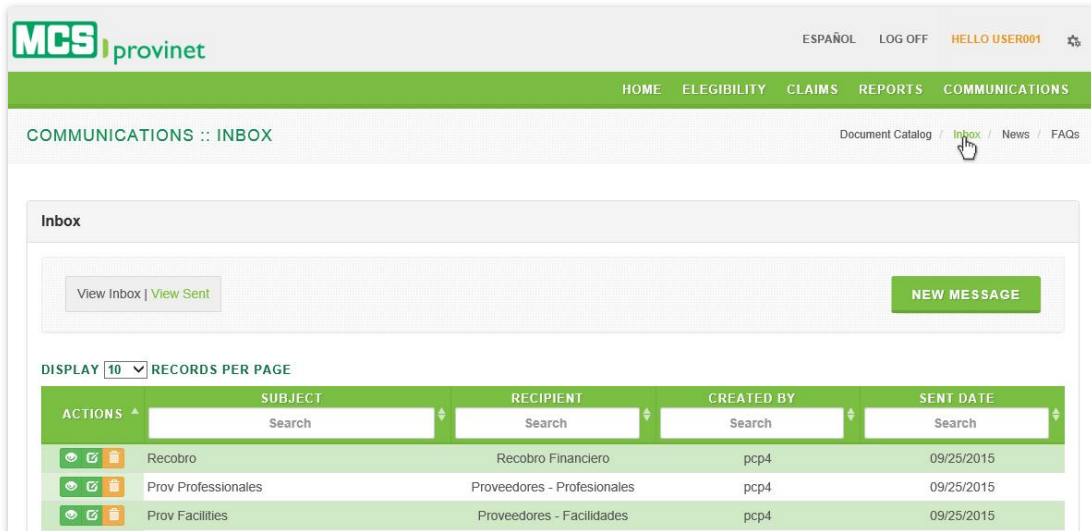 MCS provinet
ESPAÑOL LOG OFF HELLO USER001
HOME ELEGIBILITY CLAIMS REPORTS COMMUNICATIONS
COMMUNICATIONS :: INBOX
Document Catalog / Inbox / News / FAQs
Inbox
View Inbox | View Sent
NEW MESSAGE
DISPLAY 10 RECORDS PER PAGE
ACTIONS SUBJECT RECIPIENT CREATED BY SENT DATE
Search Search Search Search
Recobro Recobro Financiero pcp4 09/25/2015
Prov Professionales Proveedores - Profesionales pcp4 09/25/2015
Prov Facilities Proveedores - Facilidades pcp4 09/25/2015